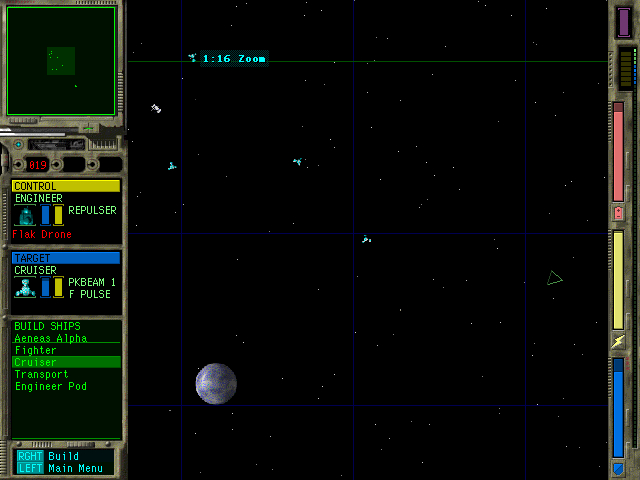 1:16 Zoom
019
CONTROL
ENGINEER
REPULSER
Flak Drone
TARGET
CRUISER
PKBEAM 1
F PULSE
BUILD SHIPS
Aeneas Alpha
Fighter
Cruiser
Transport
Engineer Pod
RGHT Build
LEFT Main Menu